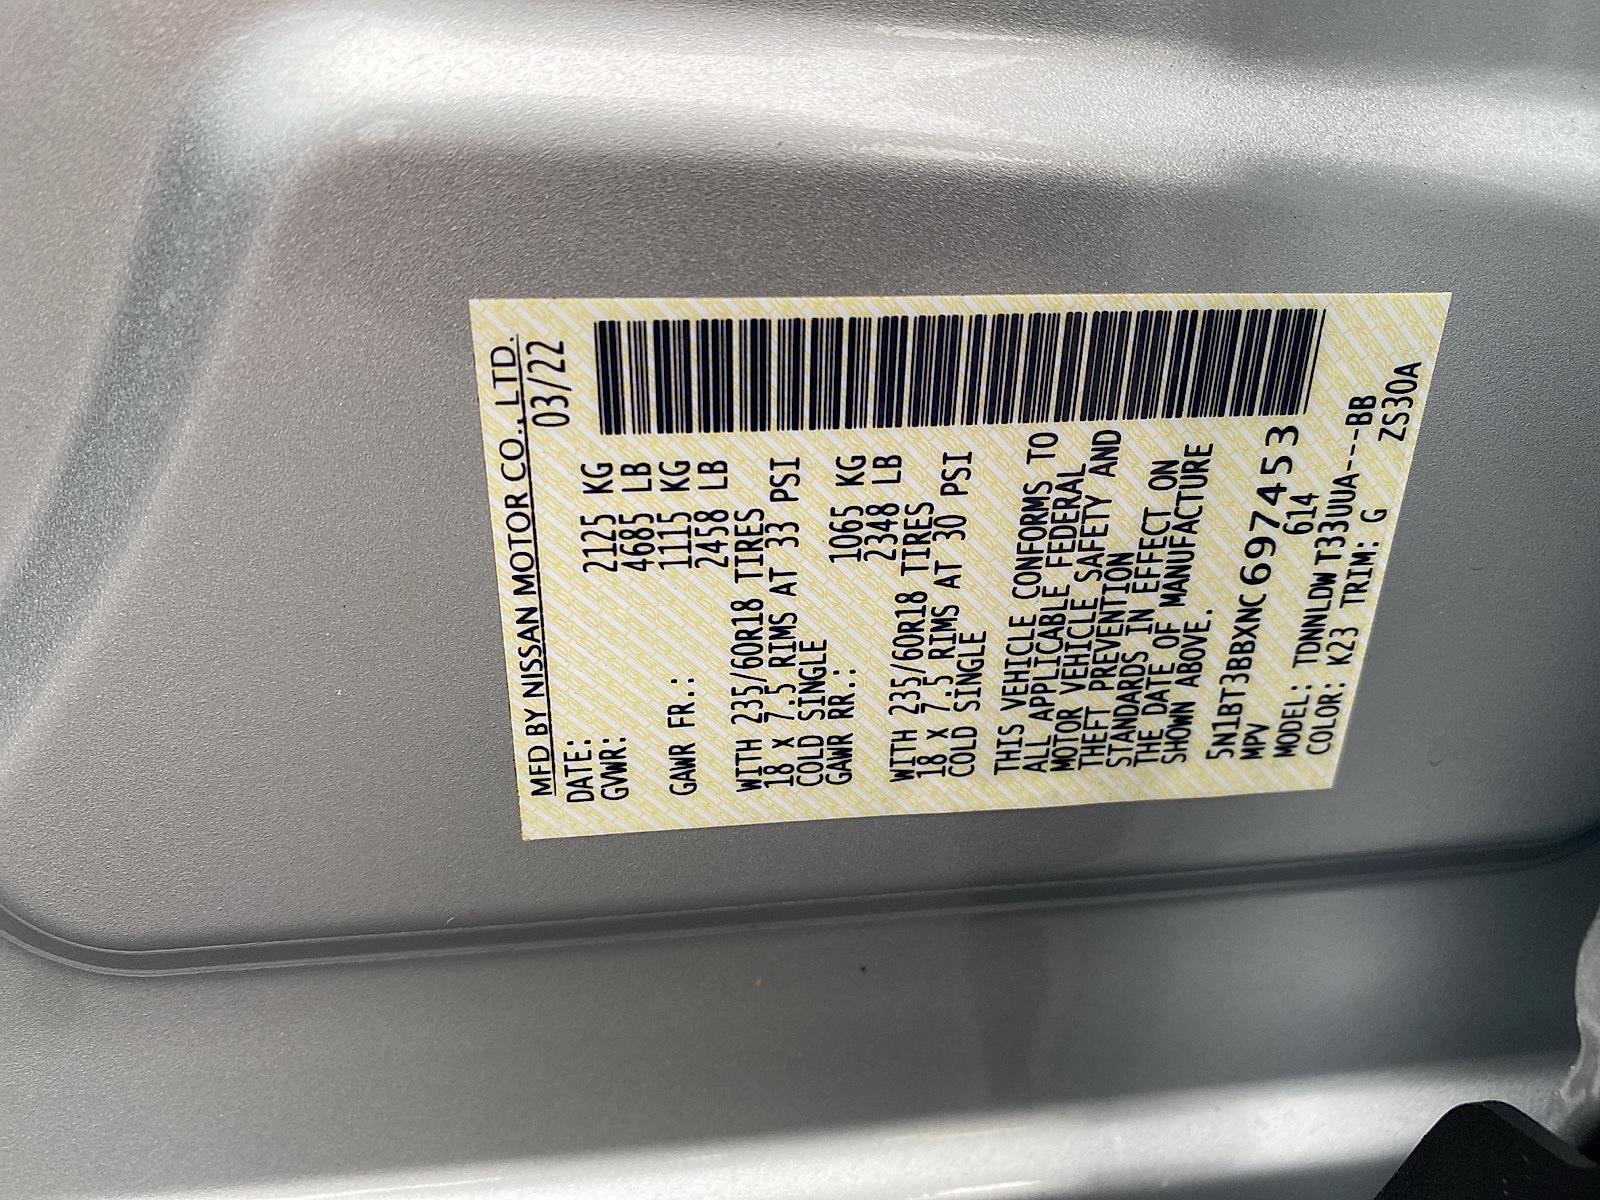 MFD BY NISSAN MOTOR CO.,LTD.
DATE: 03/22
GVWR: 2125 KG
4685 LB
GAWR FR.: 1115 KG
2458 LB
WITH 235/60R18 TIRES
18 X 7.5 RIMS AT 33 PSI
COLD SINGLE
GAWR RR.: 1065 KG
2348 LB
WITH 235/60R18 TIRES
18 X 7.5 RIMS AT 30 PSI
COLD SINGLE
THIS VEHICLE CONFORMS TO
ALL APPLICABLE FEDERAL
MOTOR VEHICLE SAFETY AND
THEFT PREVENTION
STANDARDS IN EFFECT ON
THE DATE OF MANUFACTURE
SHOWN ABOVE.
5N1BT3BBXNC697453
MPV 614
MODEL: TDNNLDWT33UUA---BB
COLOR: K23 TRIM: G ZS30A